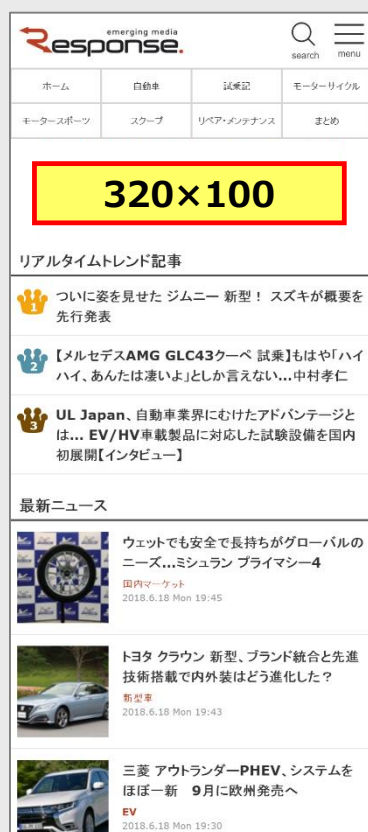 emerging media
Response.
search menu
ホーム 自動車 試乗記 モーターサイクル
モータースポーツ スクープ リペア・メンテナンス まとめ
320×100
リアルタイムトレンド記事
1 ついに姿を見せた ジムニー 新型！ スズキが概要を
先行発表
2 【メルセデスAMG GLC43クーペ 試乗】もはや「ハイ
ハイ、あんたは凄いよ」としか言えない...中村孝仁
3 UL Japan、自動車業界にむけたアドバンテージと
は... EV/HV車載製品に対応した試験設備を国内
初展開【インタビュー】
最新ニュース
ウェットでも安全で長持ちがグローバルの
ニーズ...ミシュラン プライマシー4
国内マーケット
2018.6.18 Mon 19:45
トヨタ クラウン 新型、ブランド統合と先進
技術搭載で内外装はどう進化した？
新型車
2018.6.18 Mon 19:43
三菱 アウトランダーPHEV、システムを
ほぼ一新 9月に欧州発売へ
EV
2018.6.18 Mon 19:30